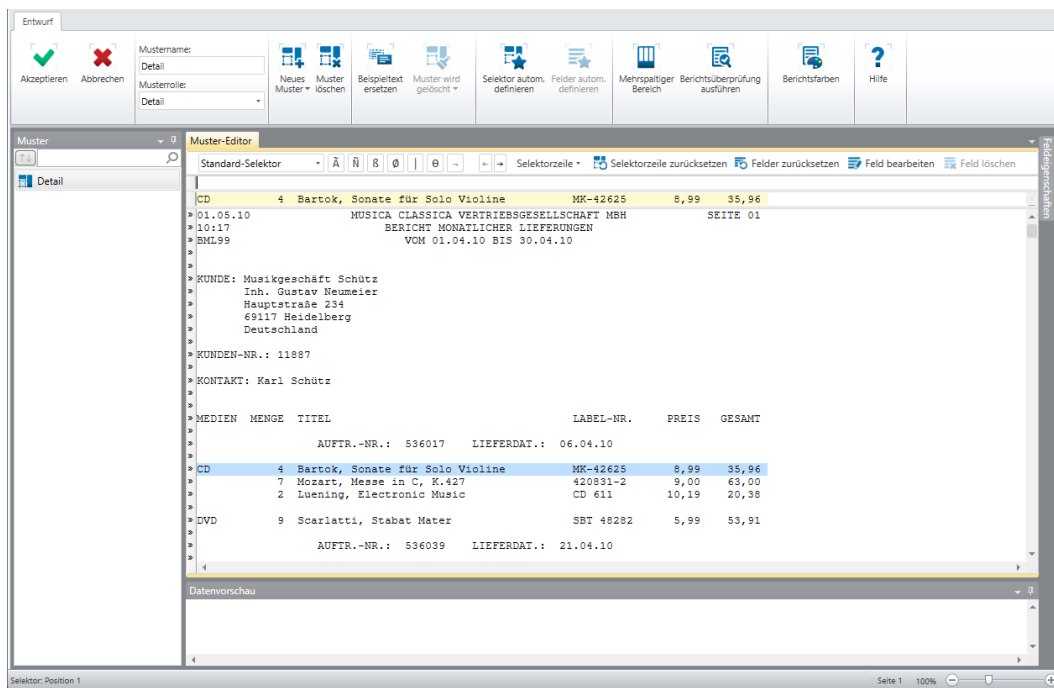 Entwurf
Akzeptieren
Abbrechen
Mustername:
Detail
Musterrolle:
Detail
Neues Muster
Muster löschen
Beispieltext ersetzen
Muster wird gelöscht
Selektor autom. definieren
Felder autom. definieren
Mehrspaltiger Bereich
Berichtsüberprüfung ausführen
Berichtsfarben
? Hilfe
Muster
Detail
Muster-Editor
Standard-Selektor Ã Ñ ß Ø | Ɵ ¬ ← → Selektorzeile Selektorzeile zurücksetzen Felder zurücksetzen Feld bearbeiten Feld löschen
CD 4 Bartok, Sonate für Solo Violine MK-42625 8,99 35,96
01.05.10 MUSICA CLASSICA VERTRIEBSGESELLSCHAFT MBH SEITE 01
10:17 BERICHT MONATLICHER LIEFERUNGEN
BML99 VOM 01.04.10 BIS 30.04.10
KUNDE: Musikgeschäft Schütz
Inh. Gustav Neumeier
Hauptstraße 234
69117 Heidelberg
Deutschland
KUNDEN-NR.: 11887
KONTAKT: Karl Schütz
MEDIEN MENGE TITEL LABEL-NR. PREIS GESAMT
AUFTR.-NR.: 536017 LIEFERDAT.: 06.04.10
CD 4 Bartok, Sonate für Solo Violine MK-42625 8,99 35,96
7 Mozart, Messe in C, K.427 420831-2 9,00 63,00
2 Luening, Electronic Music CD 611 10,19 20,38
DVD 9 Scarlatti, Stabat Mater SBT 48282 5,99 53,91
AUFTR.-NR.: 536039 LIEFERDAT.: 21.04.10
Feldeigenschaften
Datenvorschau
Selektor: Position 1
Seite 1 100%